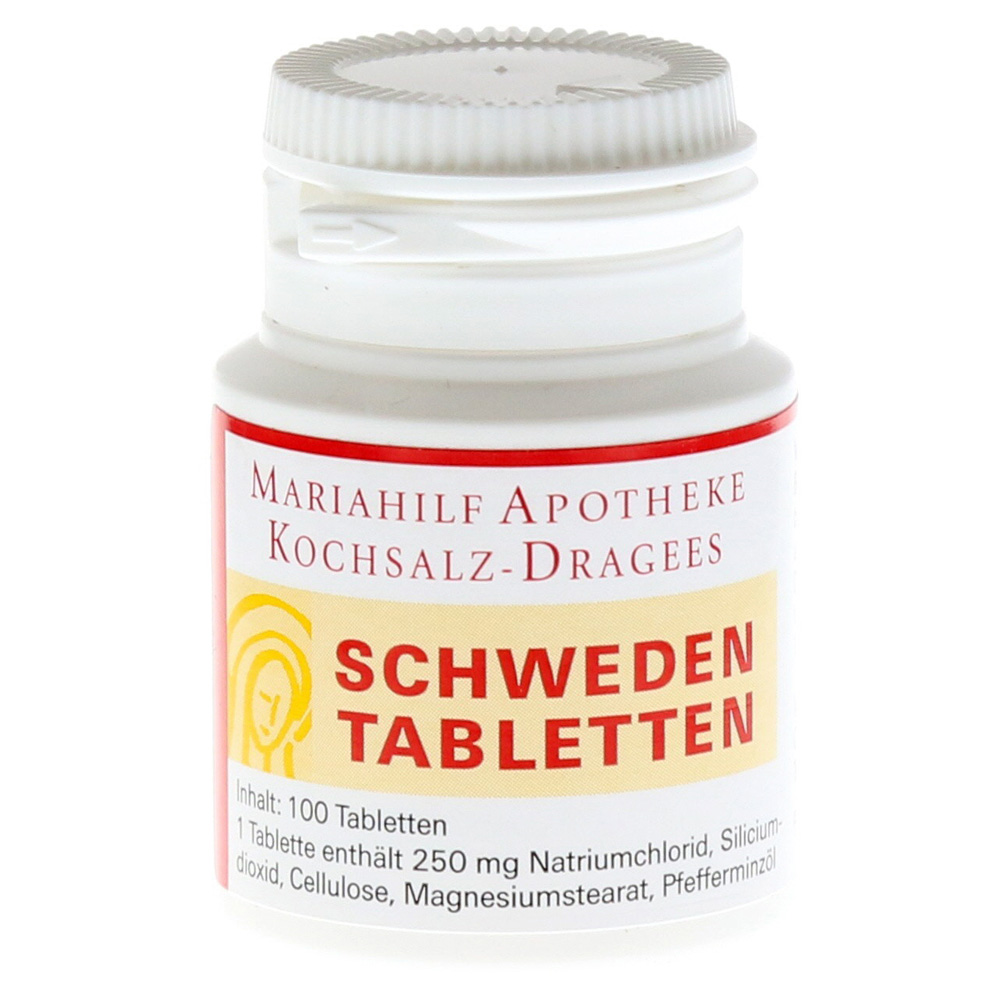 MARIAHILF APOTHEKE
KOCHSALZ-DRAGEES
SCHWEDEN
TABLETTEN
Inhalt: 100 Tabletten
1 Tablette enthält 250 mg Natriumchlorid, Silicium-
dioxid, Cellulose, Magnesiumstearat, Pfefferminzöl